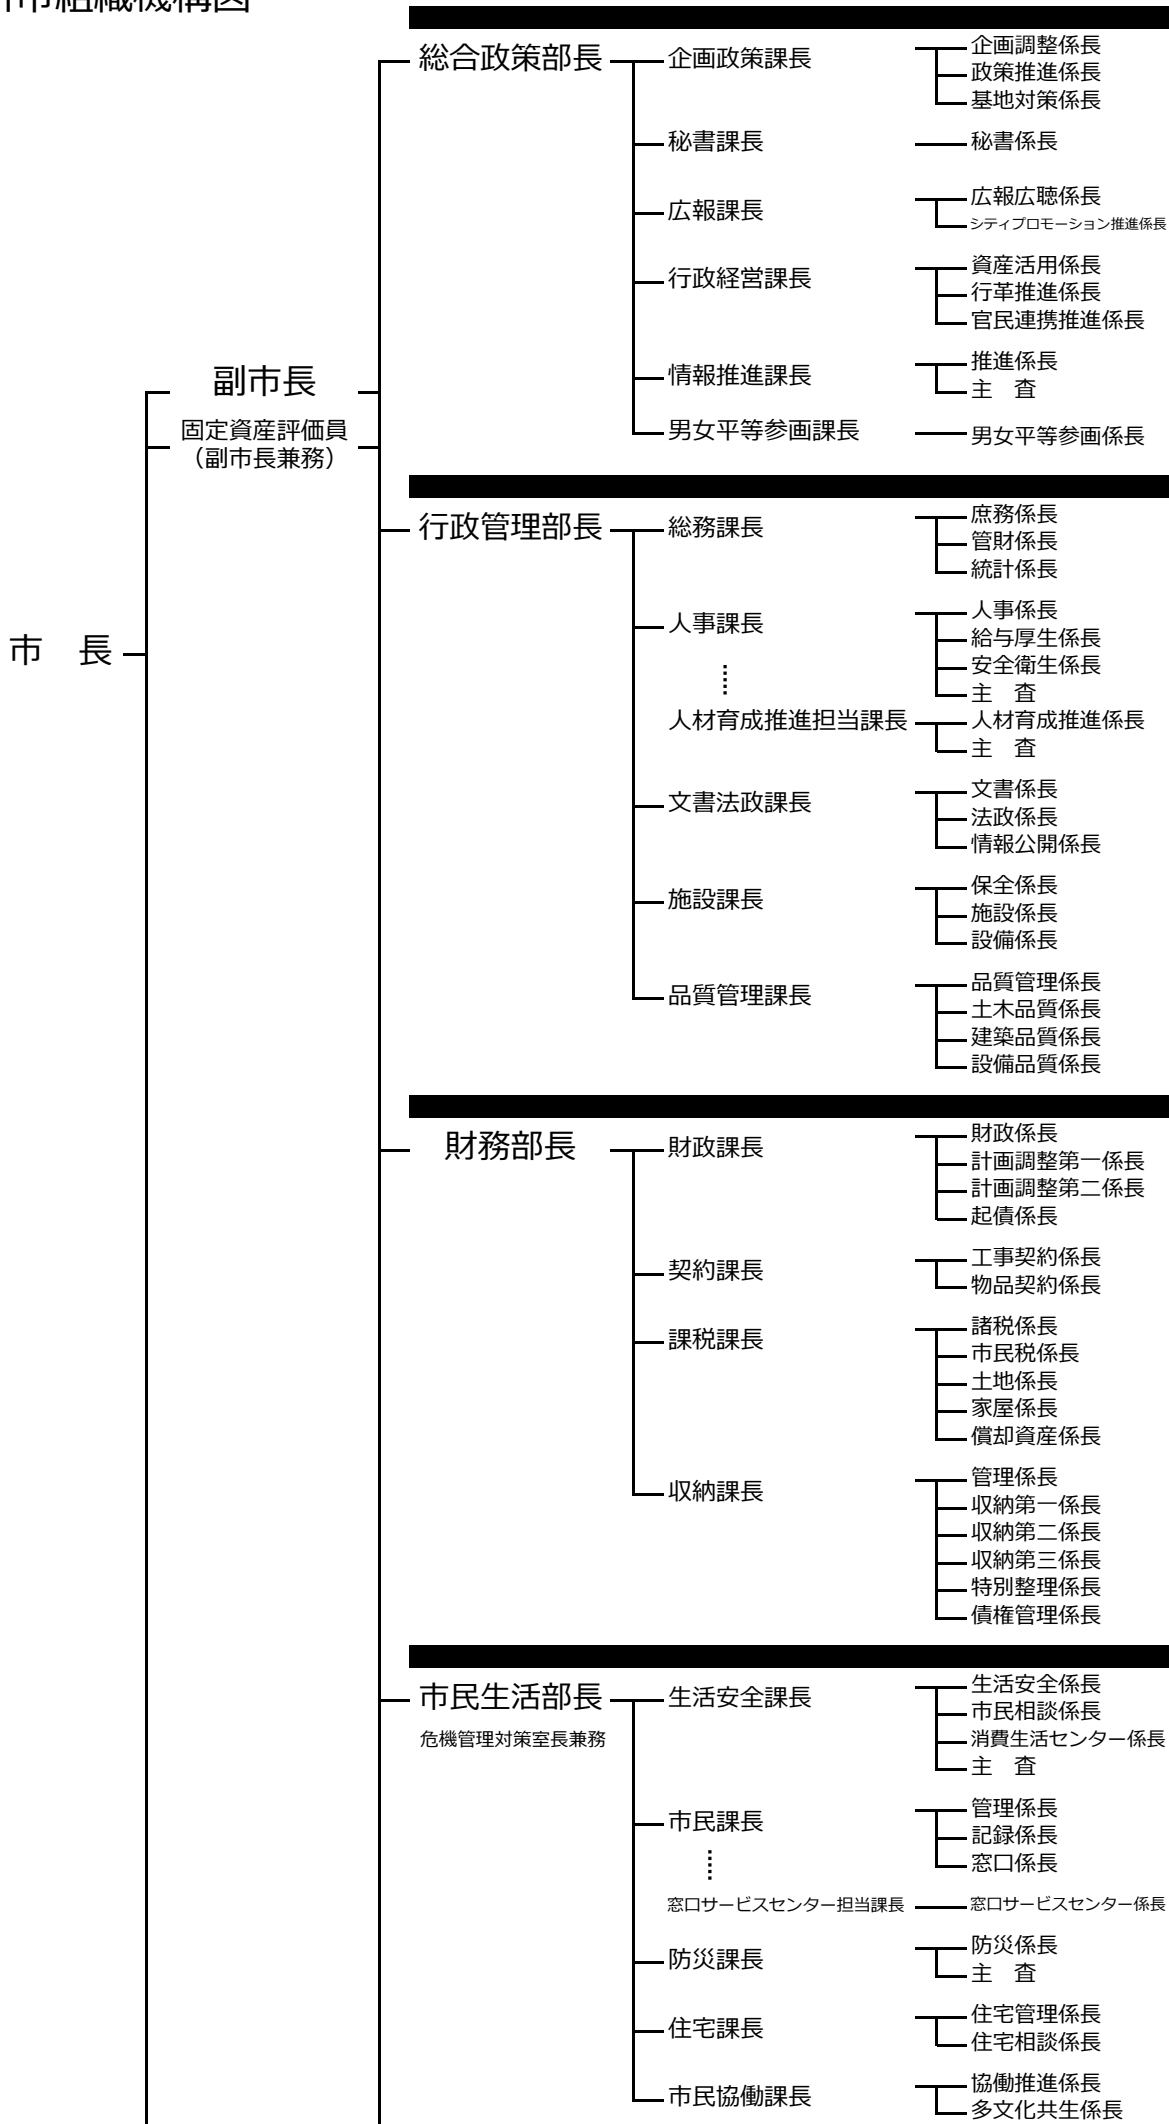 市組織機構図
総合政策部長
企画政策課長
企画調整係長
政策推進係長
基地対策係長
秘書課長
秘書係長
広報課長
広報広聴係長
シティプロモーション推進係長
行政経営課長
資産活用係長
行革推進係長
官民連携推進係長
情報推進課長
推進係長
主　査
男女平等参画課長
男女平等参画係長
副市長
固定資産評価員
（副市長兼務）
市　長
行政管理部長
総務課長
庶務係長
管財係長
統計係長
人事課長
人事係長
給与厚生係長
安全衛生係長
主　査
人材育成推進担当課長
人材育成推進係長
主　査
文書法政課長
文書係長
法政係長
情報公開係長
施設課長
保全係長
施設係長
設備係長
品質管理課長
品質管理係長
土木品質係長
建築品質係長
設備品質係長
財務部長
財政課長
財政係長
計画調整第一係長
計画調整第二係長
起債係長
契約課長
工事契約係長
物品契約係長
課税課長
諸税係長
市民税係長
土地係長
家屋係長
償却資産係長
収納課長
管理係長
収納第一係長
収納第二係長
収納第三係長
特別整理係長
債権管理係長
市民生活部長
危機管理対策室長兼務
生活安全課長
生活安全係長
市民相談係長
消費生活センター係長
主　査
市民課長
管理係長
記録係長
窓口係長
窓口サービスセンター担当課長
窓口サービスセンター係長
防災課長
防災係長
主　査
住宅課長
住宅管理係長
住宅相談係長
市民協働課長
協働推進係長
多文化共生係長